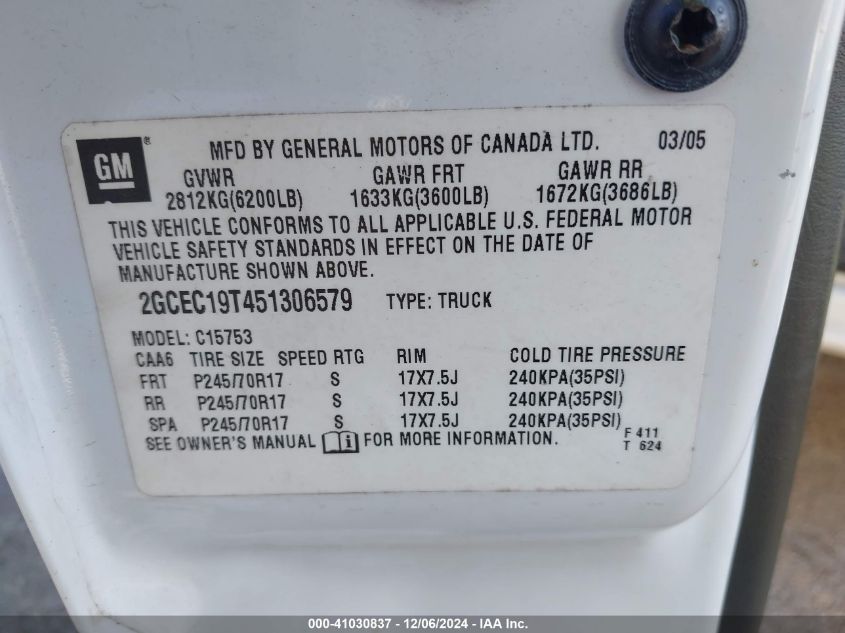 GM ® MFD BY GENERAL MOTORS OF CANADA LTD. 03/05
GVWR GAWR FRT GAWR RR
2812KG(6200LB) 1633KG(3600LB) 1672KG(3686LB)
THIS VEHICLE CONFORMS TO ALL APPLICABLE U.S. FEDERAL MOTOR
VEHICLE SAFETY STANDARDS IN EFFECT ON THE DATE OF
MANUFACTURE SHOWN ABOVE.
2GCEC19T451306579 TYPE: TRUCK
MODEL: C15753
CAA6 TIRE SIZE SPEED RTG RIM COLD TIRE PRESSURE
FRT P245/70R17 S 17X7.5J 240KPA(35PSI)
RR P245/70R17 S 17X7.5J 240KPA(35PSI)
SPA P245/70R17 S 17X7.5J 240KPA(35PSI)
SEE OWNER'S MANUAL i FOR MORE INFORMATION. F 411
T 624
000-41030837 - 12/06/2024 - IAA Inc.